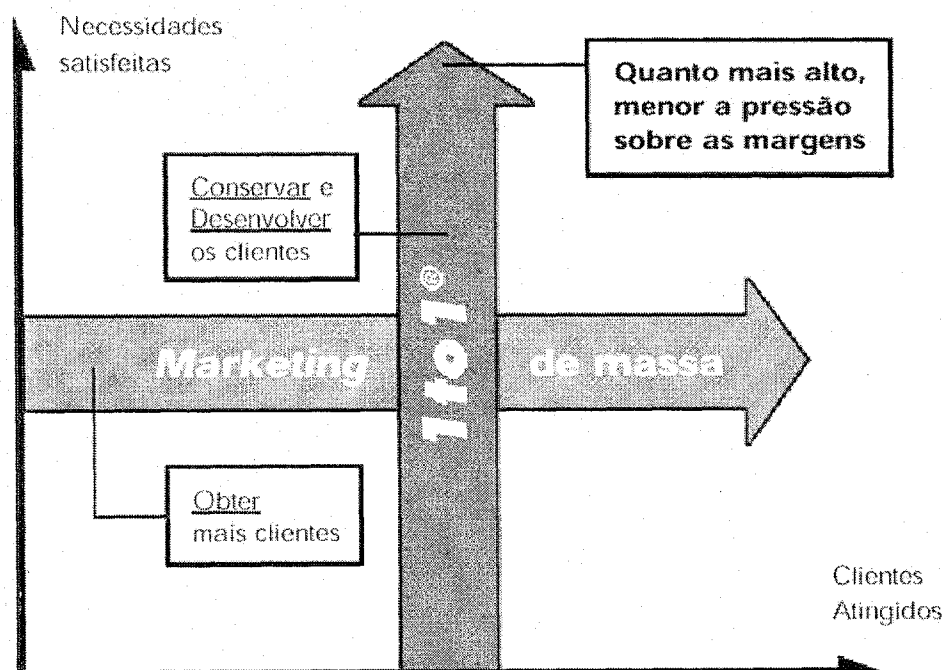 Necessidades
satisfeitas
Quanto mais alto,
menor a pressão
sobre as margens
Conservar e
Desenvolver
os clientes
1to1®
Marketing de massa
Obter
mais clientes
Clientes
Atingidos